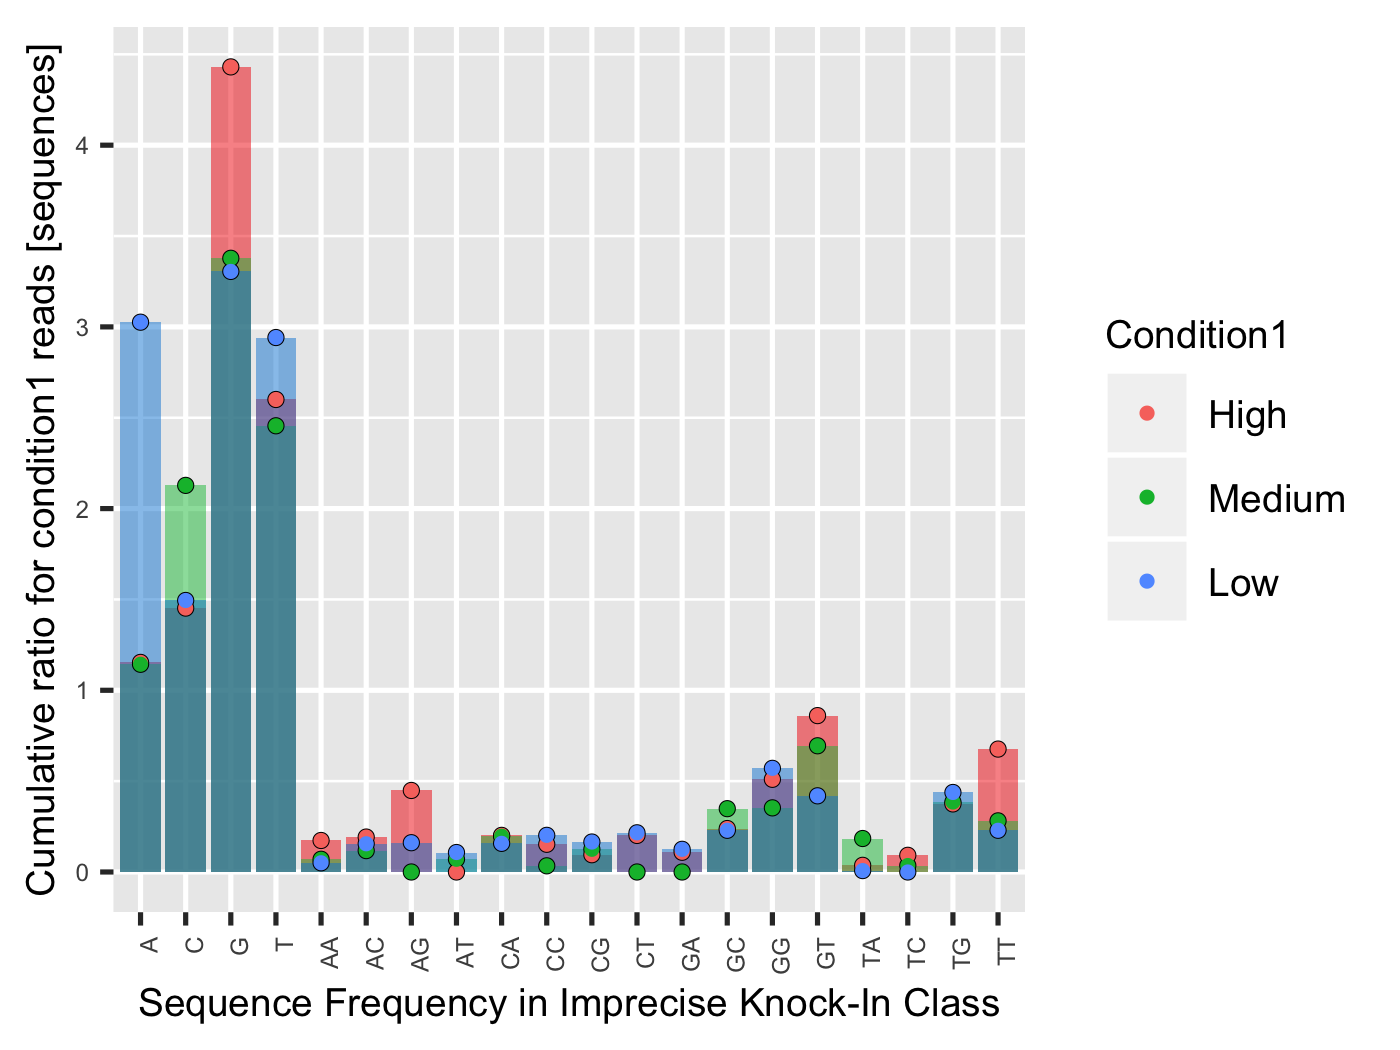 Cumulative ratio for condition1 reads [sequences]
4
3
2
1
0
A C G T AA AC AG AT CA CC CG CT GA GC GG GT TA TC TG TT
Sequence Frequency in Imprecise Knock-In Class
Condition1
High
Medium
Low